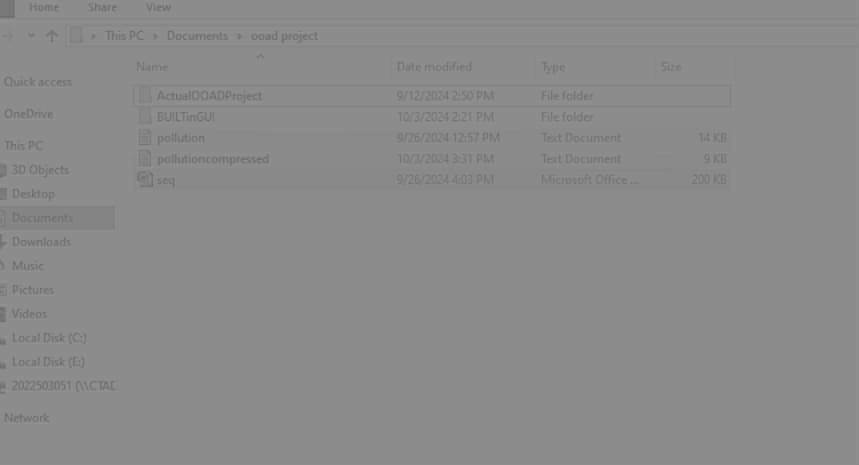 Home Share View
This PC Documents ooad project
Name Date modified Type Size
Quick access
OneDrive
This PC
3D Objects
Desktop
Documents
Downloads
Music
Pictures
Videos
Local Disk (C:)
Local Disk (E:)
2022503051 (\\CTAD
Network
ActualOOADProject 9/12/2024 2:50 PM File folder
BUILTinGUI 10/3/2024 2:21 PM File folder
pollution 9/26/2024 12:57 PM Text Document 14 KB
pollutioncompressed 10/3/2024 3:31 PM Text Document 9 KB
seq 9/26/2024 4:03 PM Microsoft Office ... 200 KB